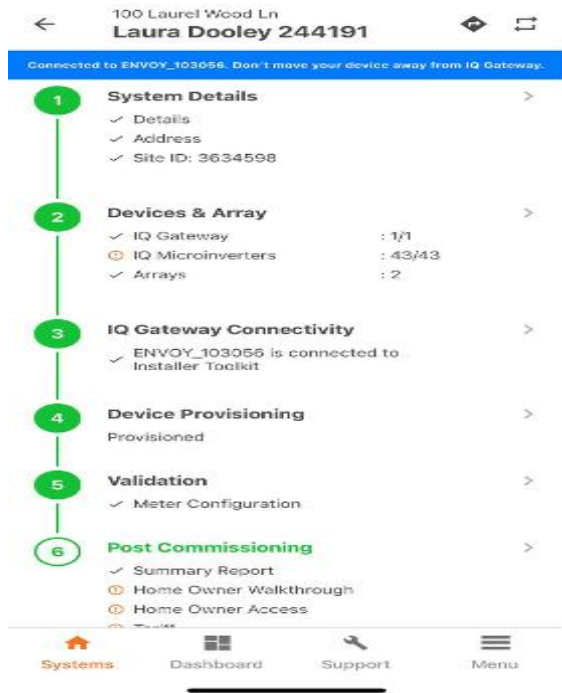 100 Laurel Wood Ln
Laura Dooley 244191
Connected to ENVOY_103056. Don't move your device away from IQ Gateway.
1 System Details >
Details
Address
Site ID: 3634598
2 Devices & Array >
IQ Gateway : 1/1
IQ Microinverters : 43/43
Arrays : 2
3 IQ Gateway Connectivity >
ENVOY_103056 is connected to
Installer Toolkit
4 Device Provisioning >
Provisioned
5 Validation >
Meter Configuration
6 Post Commissioning >
Summary Report
Home Owner Walkthrough
Home Owner Access
Systems Dashboard Support Menu